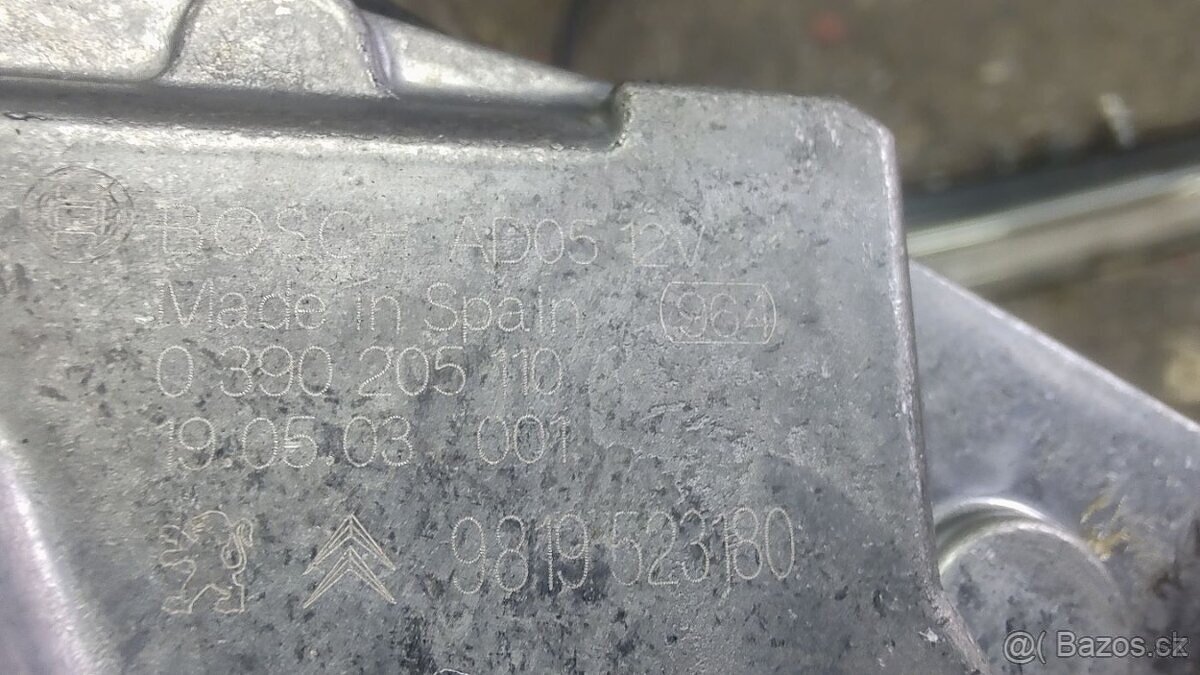 BOSCH AD05 12V
Made in Spain 964
0 390 205 110
19.05.03 001
9819523180
@( Bazos.sk